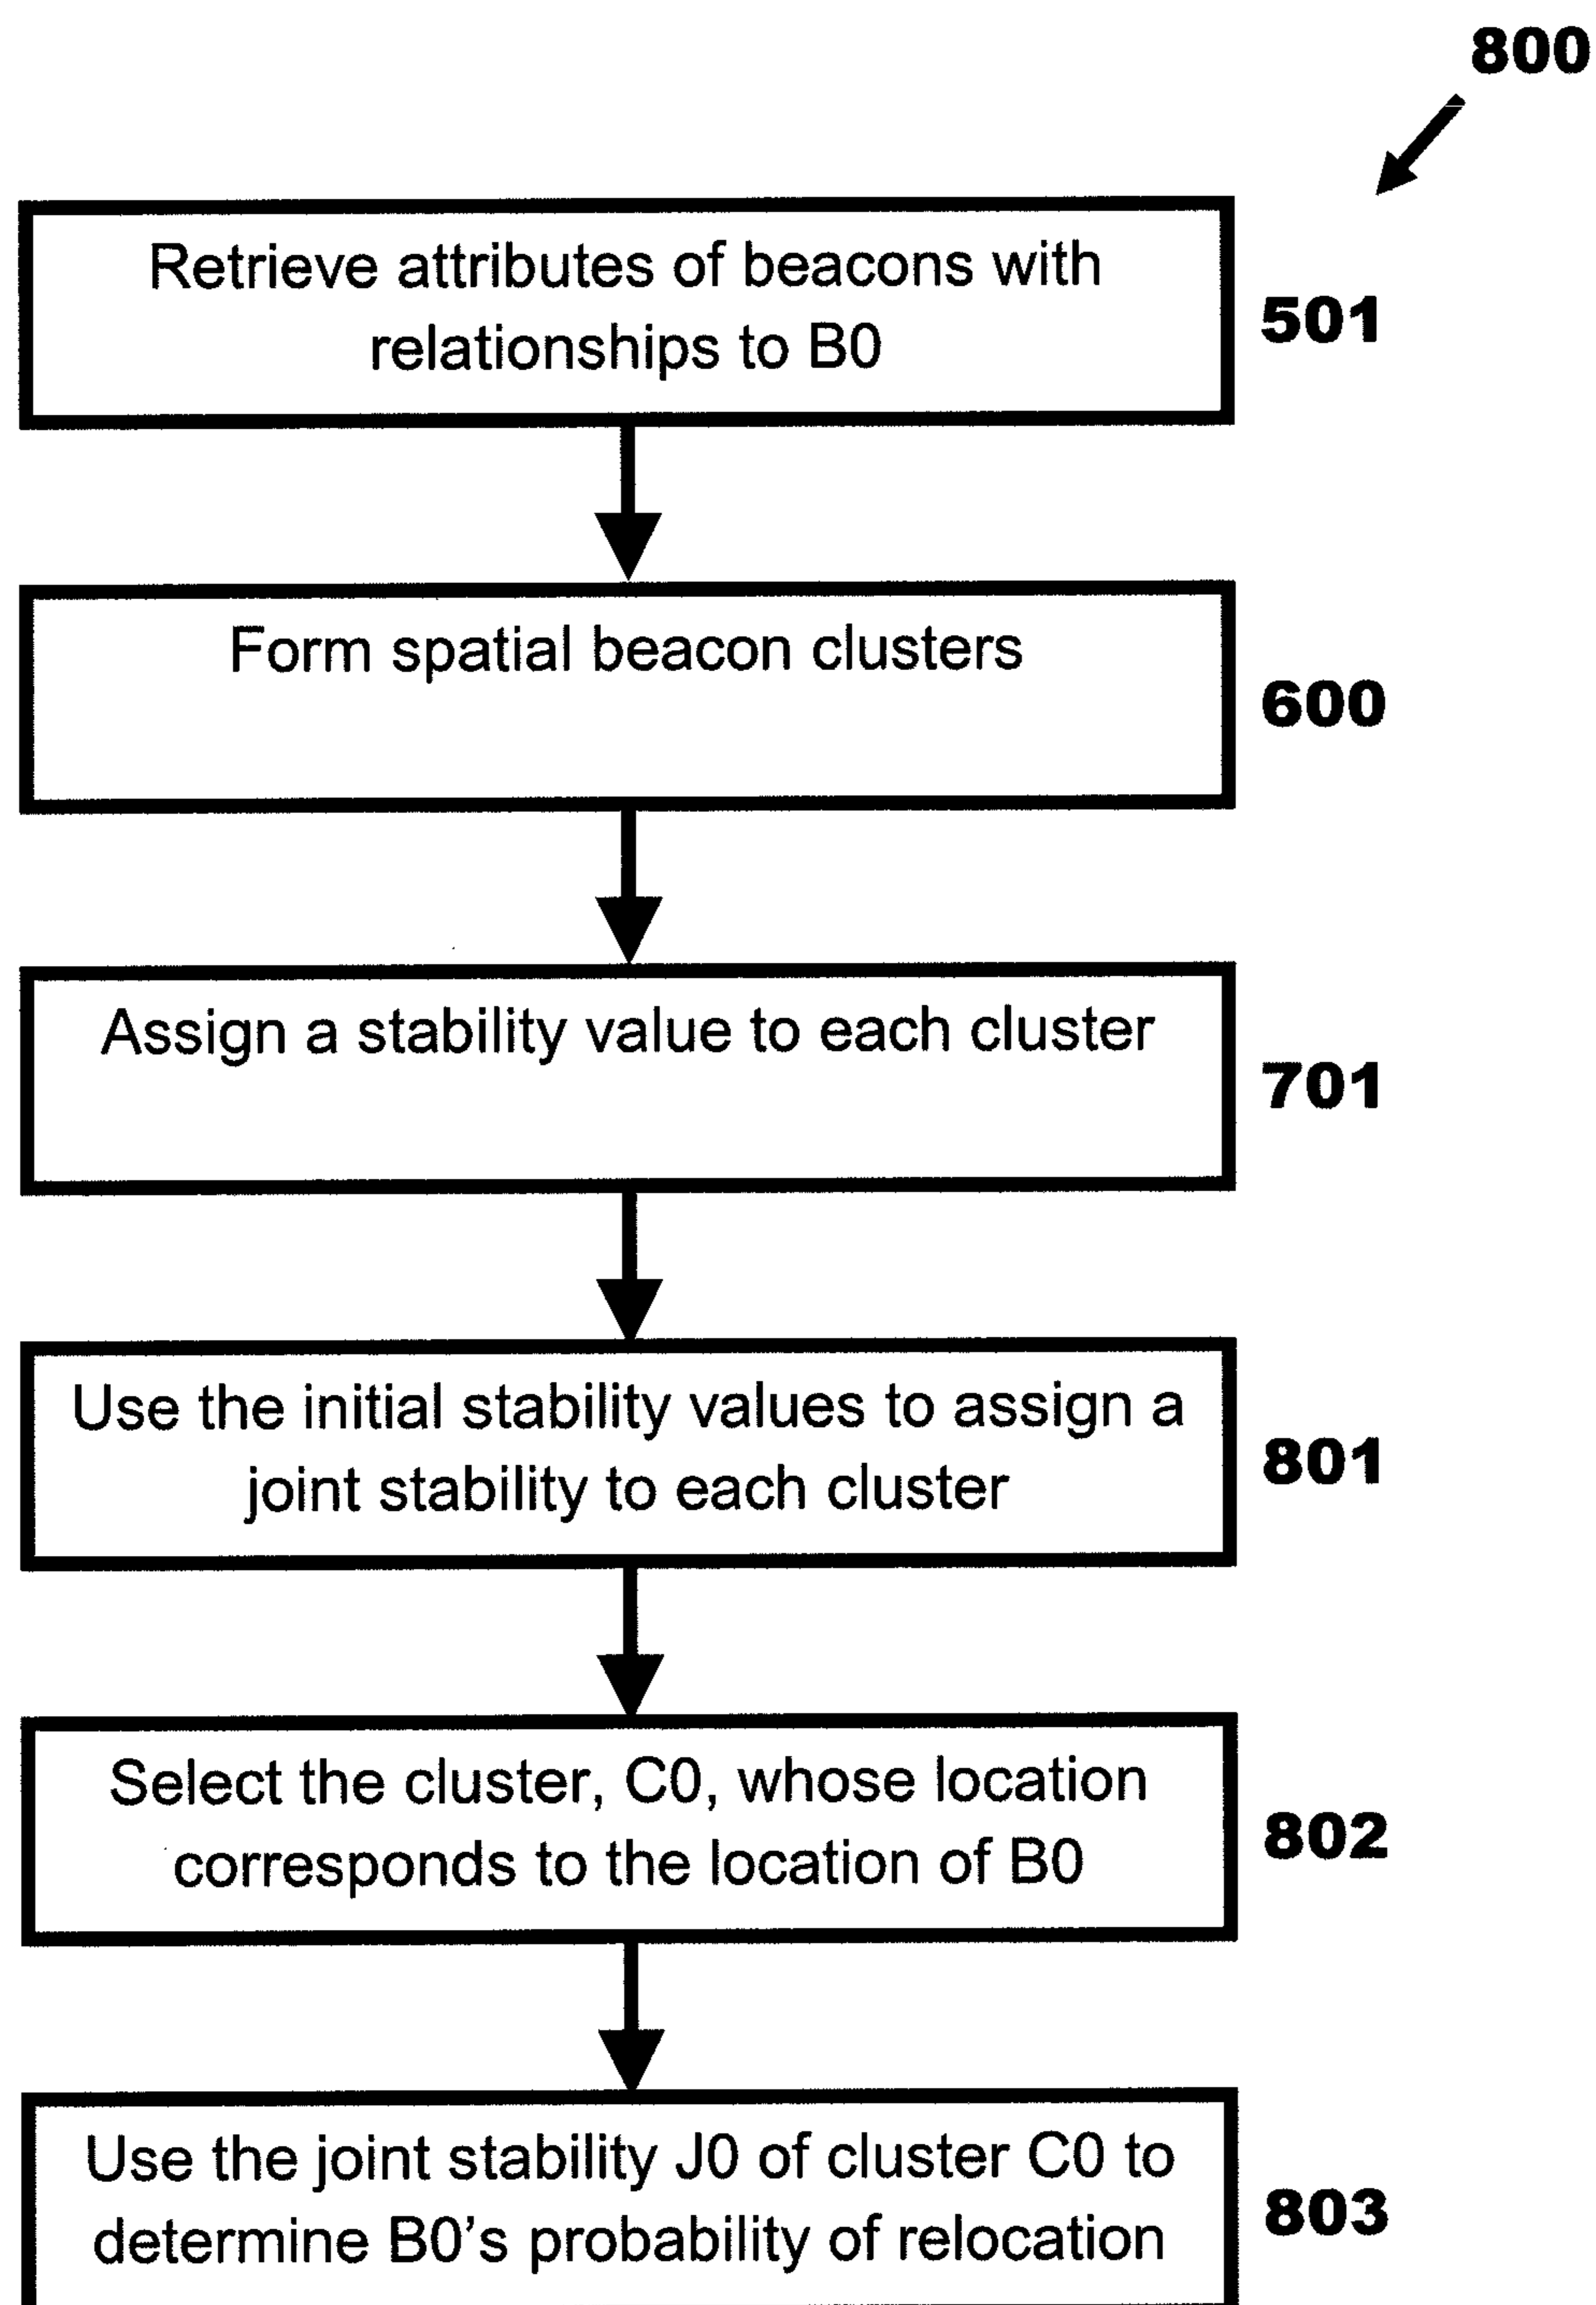 800
Retrieve attributes of beacons with
relationships to B0
501
Form spatial beacon clusters
600
Assign a stability value to each cluster
701
Use the initial stability values to assign a
joint stability to each cluster
801
Select the cluster, C0, whose location
corresponds to the location of B0
802
Use the joint stability J0 of cluster C0 to
determine B0’s probability of relocation
803